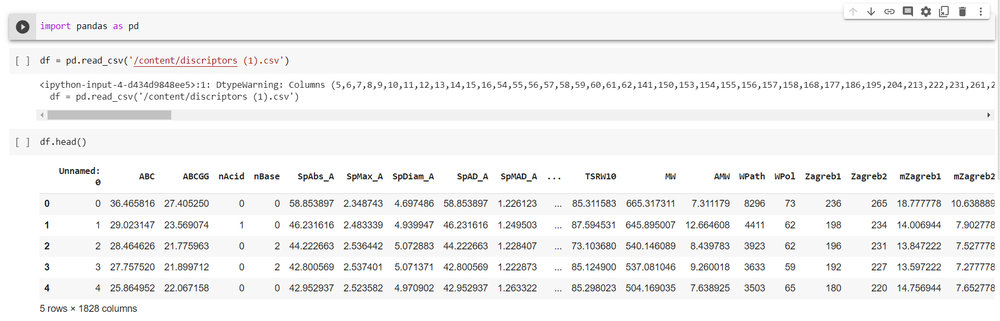 import pandas as pd
[ ] df = pd.read_csv('/content/discriptors (1).csv')
<ipython-input-4-d434d9848ee5>:1: DtypeWarning: Columns (5,6,7,8,9,10,11,12,13,14,15,16,54,55,56,57,58,59,60,61,62,141,150,153,154,155,156,157,158,168,177,186,195,204,213,222,231,261,2
df = pd.read_csv('/content/discriptors (1).csv')
[ ] df.head()
Unnamed: 0 ABC ABCGG nAcid nBase SpAbs_A SpMax_A SpDiam_A SpAD_A SpMAD_A ... TSRW10 MW AMW WPath WPol Zagreb1 Zagreb2 mZagreb1 mZagreb2
0 0 36.465816 27.405250 0 0 58.853897 2.348743 4.697486 58.853897 1.226123 ... 85.311583 665.317311 7.311179 8296 73 236 265 18.777778 10.638889
1 1 29.023147 23.569074 1 0 46.231616 2.483339 4.939947 46.231616 1.249503 ... 87.594531 645.895007 12.664608 4411 62 198 234 14.006944 7.902778
2 2 28.464626 21.775963 0 2 44.222663 2.536442 5.072883 44.222663 1.228407 ... 73.103680 540.146089 8.439783 3923 62 196 231 13.847222 7.527778
3 3 27.757520 21.899712 0 2 42.800569 2.537401 5.071371 42.800569 1.222873 ... 85.124900 537.081046 9.260018 3633 59 192 227 13.597222 7.277778
4 4 25.864952 22.067158 0 0 42.952937 2.523582 4.970902 42.952937 1.263322 ... 85.298023 504.169035 7.638925 3503 65 180 220 14.756944 7.652778
5 rows × 1828 columns